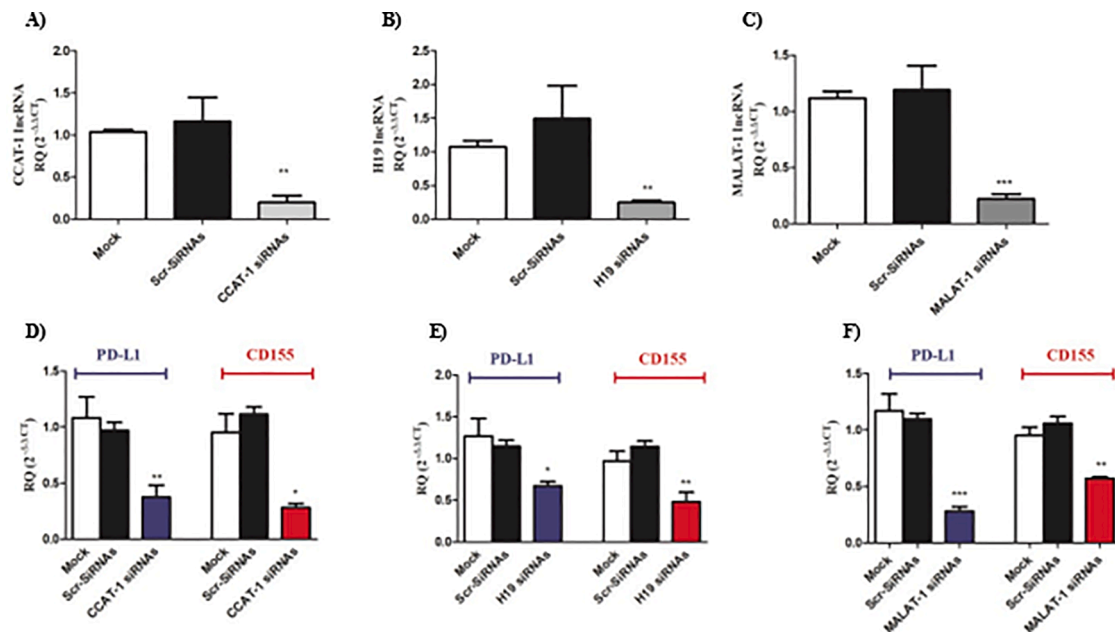 A)
CCAT-1 lncRNA
RQ (2^-ΔΔCT)
2.0
1.5
1.0
0.5
0.0
**
Mock
Scr-SiRNAs
CCAT-1 siRNAs
B)
H19 lncRNA
RQ (2^-ΔΔCT)
2.5
2.0
1.5
1.0
0.5
0.0
**
Mock
Scr-SiRNAs
H19 siRNAs
C)
MALAT-1 lncRNA
RQ (2^-ΔΔCT)
1.5
1.0
0.5
0.0
***
Mock
Scr-SiRNAs
MALAT-1 siRNAs
D)
PD-L1
CD155
RQ (2^-ΔΔCT)
1.5
1.0
0.5
0.0
**
*
Mock
Scr-SiRNAs
CCAT-1 siRNAs
Mock
Scr-SiRNAs
CCAT-1 siRNAs
E)
PD-L1
CD155
RQ (2^-ΔΔCT)
2.0
1.5
1.0
0.5
0.0
*
**
Mock
Scr-SiRNAs
H19 siRNAs
Mock
Scr-SiRNAs
H19 siRNAs
F)
PD-L1
CD155
RQ (2^-ΔΔCT)
1.5
1.0
0.5
0.0
***
**
Mock
Scr-SiRNAs
MALAT-1 siRNAs
Mock
Scr-SiRNAs
MALAT-1 siRNAs